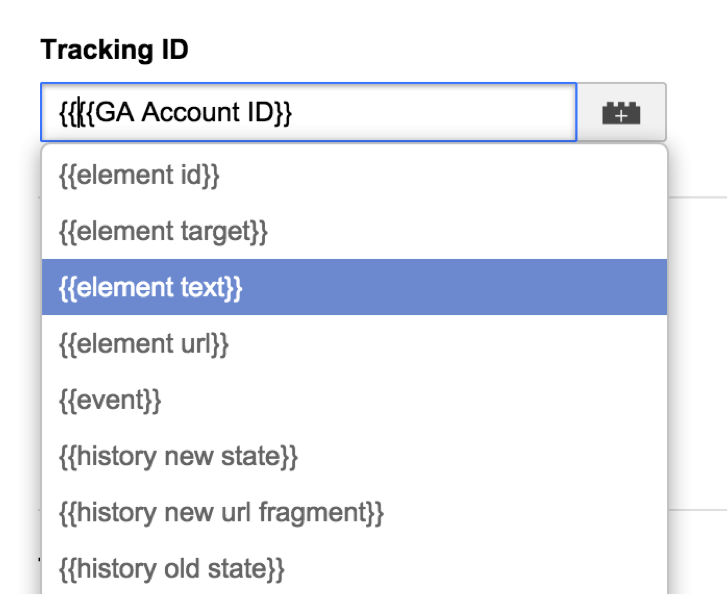 Tracking ID
{{{{GA Account ID}}
{{element id}}
{{element target}}
{{element text}}
{{element url}}
{{event}}
{{history new state}}
{{history new url fragment}}
{{history old state}}